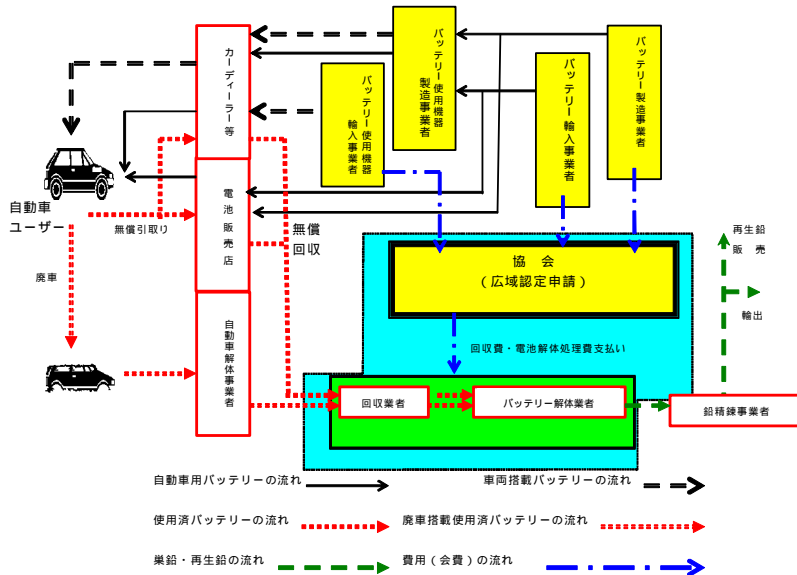 カーディーラー等
バッテリー使用機器
製造事業者
バッテリー使用機器
輸入事業者
バッテリー輸入事業者
バッテリー製造事業者
自動車
ユーザー
無償引取り
電池販売店
無償
回収
廃車
自動車解体事業者
協 会
(広域認定申請)
再生鉛
販 売
輸出
回収費・電池解体処理費支払い
回収業者
バッテリー解体業者
鉛精錬事業者
自動車用バッテリーの流れ
車両搭載バッテリーの流れ
使用済バッテリーの流れ
廃車搭載使用済バッテリーの流れ
巣鉛・再生鉛の流れ
費用(会費)の流れ